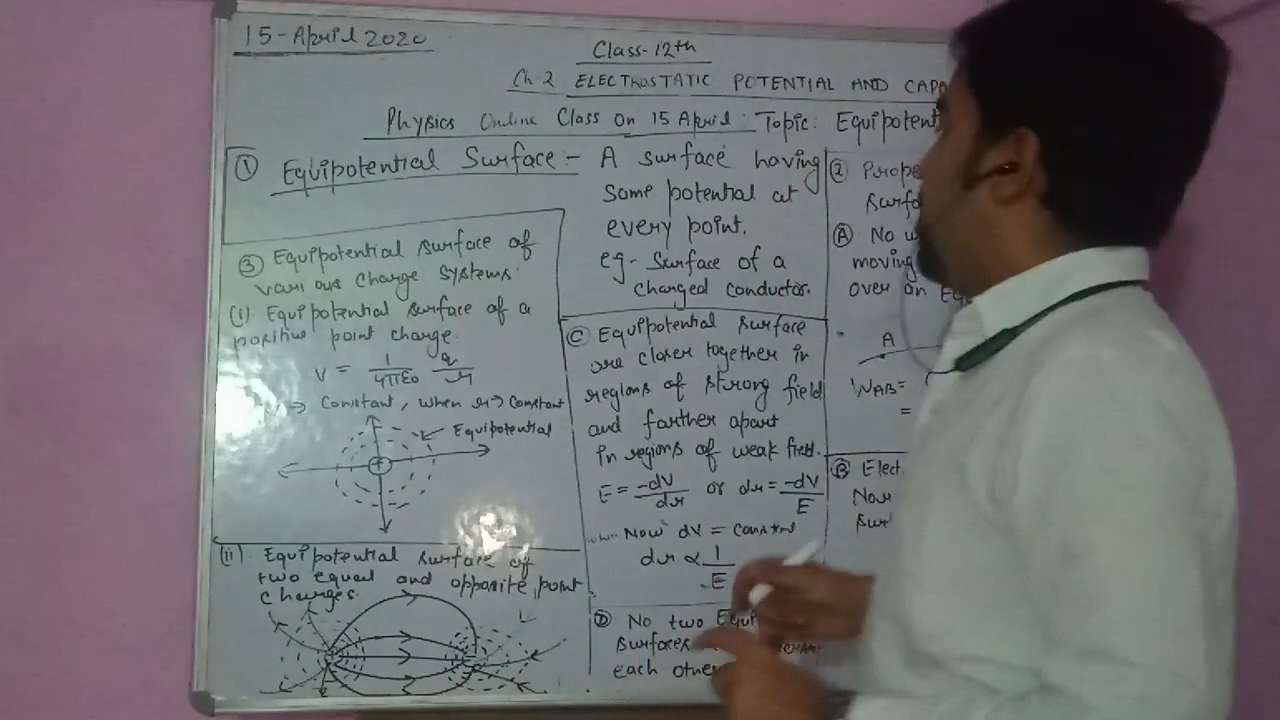 15-April 2020
Class-12th
Ch 2 ELECTROSTATIC POTENTIAL AND CAPA
Physics Online Class on 15 April: Topic: Equipotent
① Equipotential Surface:- A surface having
same potential at
every point.
eg- Surface of a
charged conductor.
③ Equipotential surface of
various charge systems.
(i) Equipotential surface of a
positive point charge.
V = 1/4πε0 q/r
V → Constant, when r → Constant
Equipotential
+
(ii) Equipotential surface of
two equal and opposite point
charges.
Ⓒ Equipotential surface
are closer together in
regions of strong field
and farther apart
in regions of weak field.
E = -dV/dr or dr = -dV/E
Now dV = constant
dr ∝ 1/E
Ⓓ No two Equi
surfaces
each other
② Prope
surfa
Ⓐ No w
moving
over an Equ
A
WAB =
=
Ⓑ Elect
Nor
sur